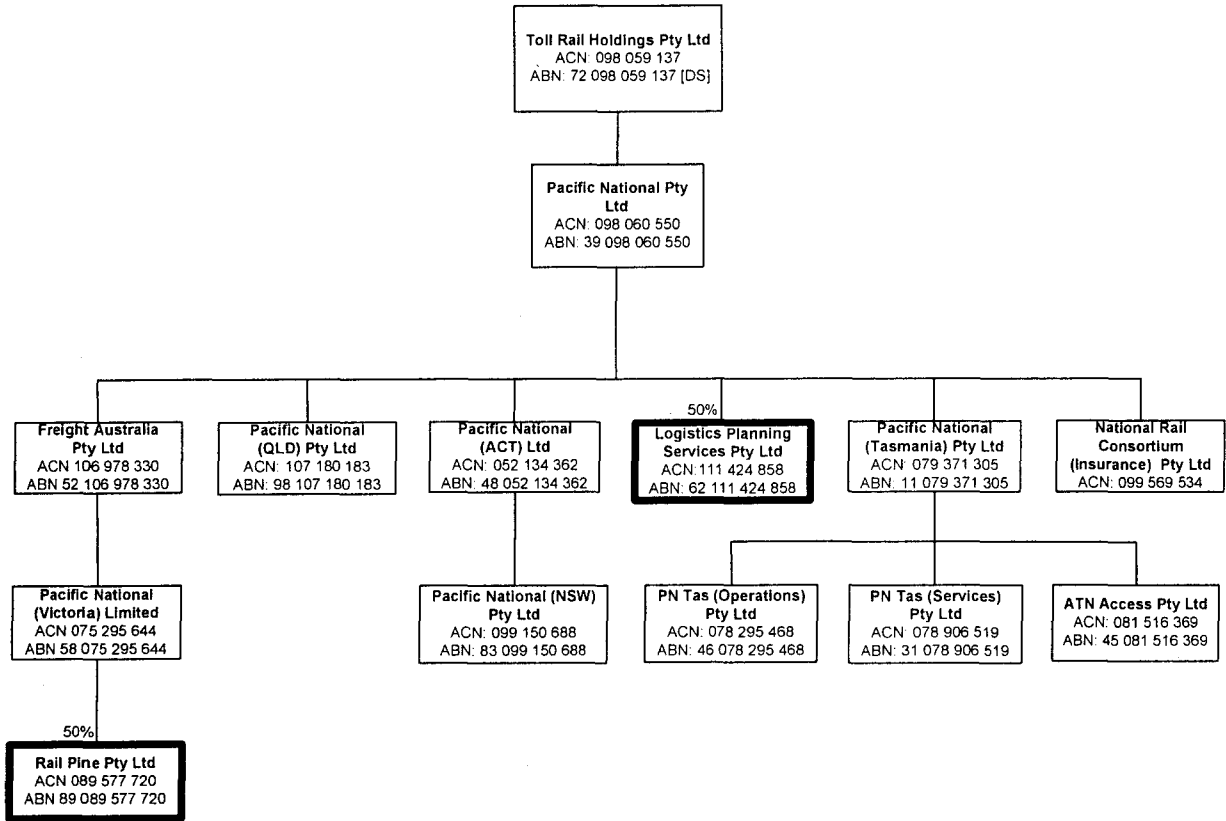 Toll Rail Holdings Pty Ltd
ACN: 098 059 137
ABN: 72 098 059 137 [DS]
Pacific National Pty
Ltd
ACN: 098 060 550
ABN: 39 098 060 550
Freight Australia
Pty Ltd
ACN 106 978 330
ABN 52 106 978 330
Pacific National
(QLD) Pty Ltd
ACN: 107 180 183
ABN: 98 107 180 183
Pacific National
(ACT) Ltd
ACN: 052 134 362
ABN: 48 052 134 362
50%
Logistics Planning
Services Pty Ltd
ACN: 111 424 858
ABN: 62 111 424 858
Pacific National
(Tasmania) Pty Ltd
ACN: 079 371 305
ABN: 11 079 371 305
National Rail
Consortium
(Insurance) Pty Ltd
ACN: 099 569 534
Pacific National
(Victoria) Limited
ACN 075 295 644
ABN 58 075 295 644
Pacific National (NSW)
Pty Ltd
ACN: 099 150 688
ABN: 83 099 150 688
PN Tas (Operations)
Pty Ltd
ACN: 078 295 468
ABN: 46 078 295 468
PN Tas (Services)
Pty Ltd
ACN: 078 906 519
ABN: 31 078 906 519
ATN Access Pty Ltd
ACN: 081 516 369
ABN: 45 081 516 369
50%
Rail Pine Pty Ltd
ACN 089 577 720
ABN 89 089 577 720